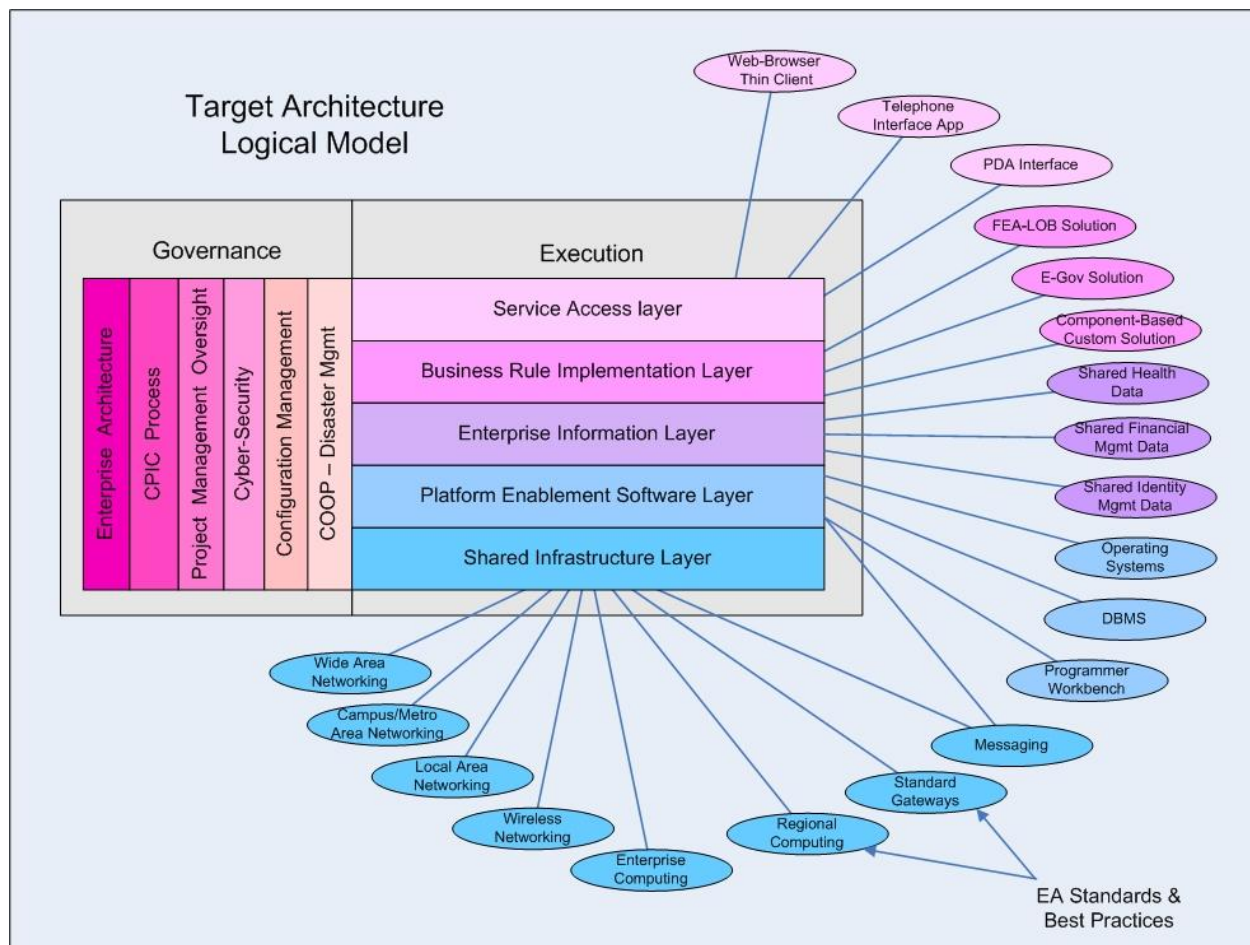 Target Architecture
Logical Model
Governance
Execution
Enterprise Architecture
CPIC Process
Project Management Oversight
Cyber-Security
Configuration Management
COOP – Disaster Mgmt
Service Access layer
Business Rule Implementation Layer
Enterprise Information Layer
Platform Enablement Software Layer
Shared Infrastructure Layer
Web-Browser
Thin Client
Telephone
Interface App
PDA Interface
FEA-LOB Solution
E-Gov Solution
Component-Based
Custom Solution
Shared Health
Data
Shared Financial
Mgmt Data
Shared Identity
Mgmt Data
Operating
Systems
DBMS
Programmer
Workbench
Messaging
Standard
Gateways
Regional
Computing
Enterprise
Computing
Wireless
Networking
Local Area
Networking
Campus/Metro
Area Networking
Wide Area
Networking
EA Standards &
Best Practices